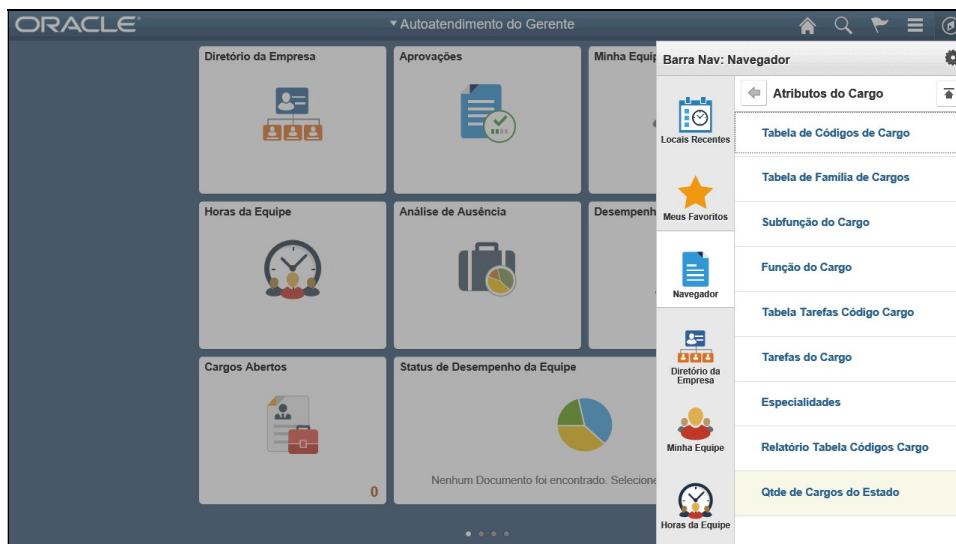 ORACLE
Autoatendimento do Gerente
Diretório da Empresa
Aprovações
Minha Equip
Horas da Equipe
Análise de Ausência
Desempenh
Cargos Abertos
0
Status de Desempenho da Equipe
Nenhum Documento foi encontrado. Selecione
Barra Nav: Navegador
Locais Recentes
Meus Favoritos
Navegador
Diretório da
Empresa
Minha Equipe
Horas da Equipe
Atributos do Cargo
Tabela de Códigos de Cargo
Tabela de Família de Cargos
Subfunção do Cargo
Função do Cargo
Tabela Tarefas Código Cargo
Tarefas do Cargo
Especialidades
Relatório Tabela Códigos Cargo
Qtde de Cargos do Estado